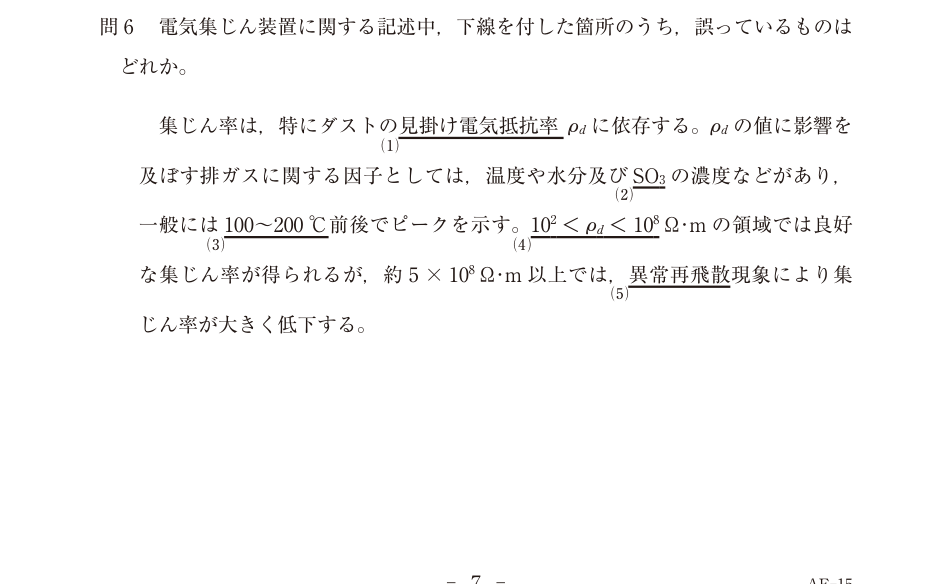 問6 電気集じん装置に関する記述中，下線を付した箇所のうち，誤っているものは
どれか。
集じん率は，特にダストの見掛け電気抵抗率 ρd に依存する。ρd の値に影響を
(1)
及ぼす排ガスに関する因子としては，温度や水分及び SO₃ の濃度などがあり，
(2)
一般には 100～200 ℃前後でピークを示す。10² < ρd < 10⁸ Ω·m の領域では良好
(3) (4)
な集じん率が得られるが，約 5 × 10⁸ Ω·m 以上では，異常再飛散現象により集
(5)
じん率が大きく低下する。
− 7 −
AE-15